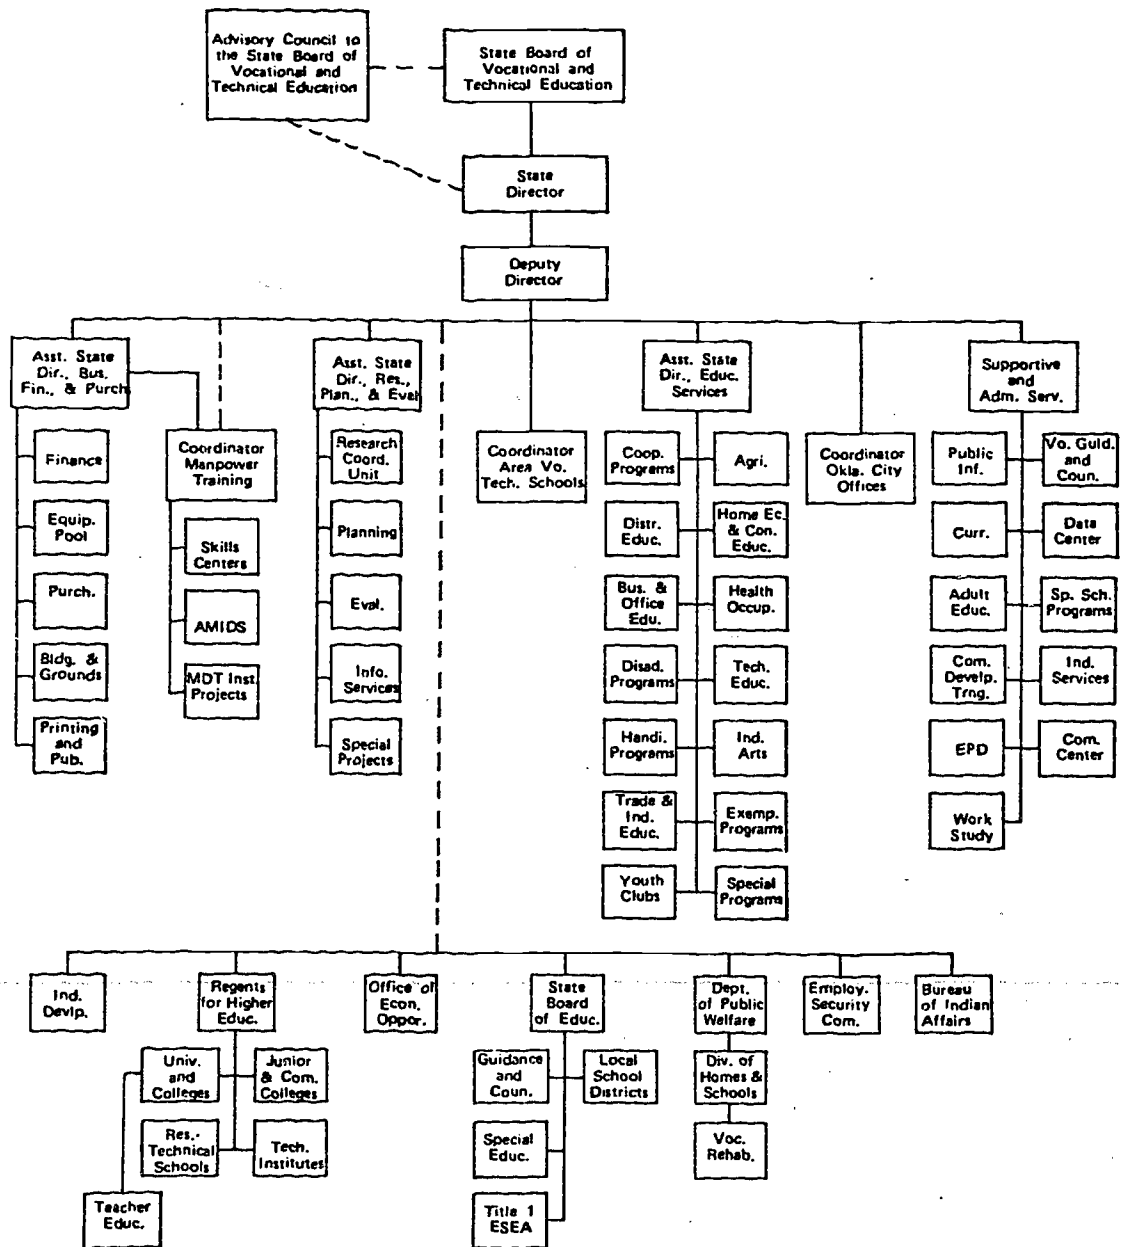 Advisory Council to
the State Board of
Vocational and
Technical Education
State Board of
Vocational and
Technical Education
State
Director
Deputy
Director
Asst. State
Dir., Bus.
Fin., & Purch.
Finance
Equip.
Pool
Purch.
Bldg. &
Grounds
Printing
and
Pub.
Coordinator
Manpower
Training
Skills
Centers
AMIDS
MDT Inst.
Projects
Asst. State
Dir., Res.,
Plan., & Eval
Research
Coord.
Unit
Planning
Eval.
Info.
Services
Special
Projects
Coordinator
Area Vo.
Tech. Schools
Asst. State
Dir., Educ.
Services
Coop.
Programs
Agri.
Distr.
Educ.
Home Ec.
& Con.
Educ.
Bus. &
Office
Edu.
Health
Occup.
Disad.
Programs
Tech.
Educ.
Handi.
Programs
Ind.
Arts
Trade &
Ind.
Educ.
Exemp.
Programs
Youth
Clubs
Special
Programs
Coordinator
Okla. City
Offices
Supportive
and
Adm. Serv.
Public
Inf.
Vo. Guid.
and
Coun.
Curr.
Data
Center
Adult
Educ.
Sp. Sch.
Programs
Com.
Develp.
Trng.
Ind.
Services
EPD
Com.
Center
Work
Study
Ind.
Devlp.
Regents
for Higher
Educ.
Univ.
and
Colleges
Junior
& Com.
Colleges
Res.-
Technical
Schools
Tech.
Institutes
Teacher
Educ.
Office of
Econ.
Oppor.
State
Board
of Educ.
Guidance
and
Coun.
Local
School
Districts
Special
Educ.
Title 1
ESEA
Dept.
of Public
Welfare
Div. of
Homes &
Schools
Voc.
Rehab.
Employ.
Security
Com.
Bureau
of Indian
Affairs